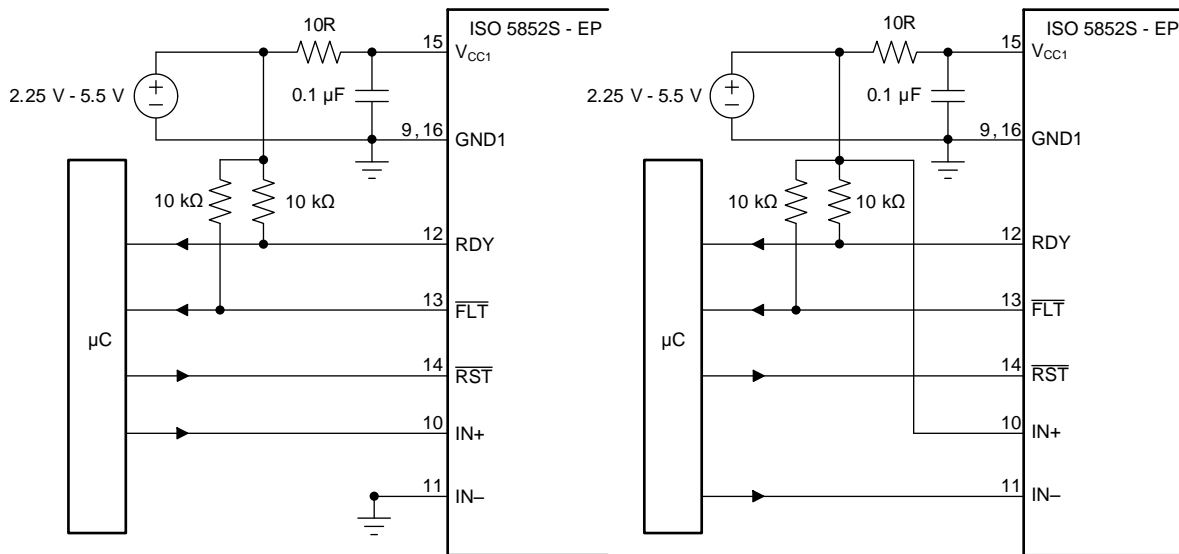 ISO 5852S - EP
10R
15
V_CC1
2.25 V - 5.5 V
0.1 µF
9, 16
GND1
10 kΩ
10 kΩ
12
RDY
13
FLT
µC
14
RST
10
IN+
11
IN–
ISO 5852S - EP
10R
15
V_CC1
2.25 V - 5.5 V
0.1 µF
9, 16
GND1
10 kΩ
10 kΩ
12
RDY
13
FLT
µC
14
RST
10
IN+
11
IN–